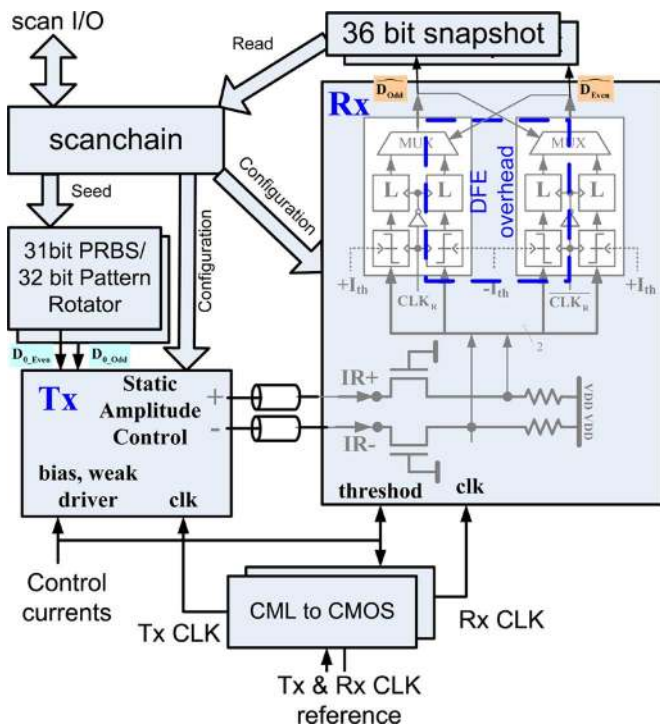 scan I/O
36 bit snapshot
Read
D_Odd
D_Even
Rx
scanchain
MUX
MUX
L
L
L
L
DFE
overhead
Seed
Configuration
Configuration
31bit PRBS/
32 bit Pattern
Rotator
+I_th
CLK_R
-I_th
CLK_R
+I_th
D_0_Even
D_0_Odd
2
Tx
Static
Amplitude
Control
+
-
IR+
IR-
VDD VDD
bias, weak
driver
clk
threshod
clk
Control
currents
Tx CLK
CML to CMOS
Rx CLK
Tx & Rx CLK
reference